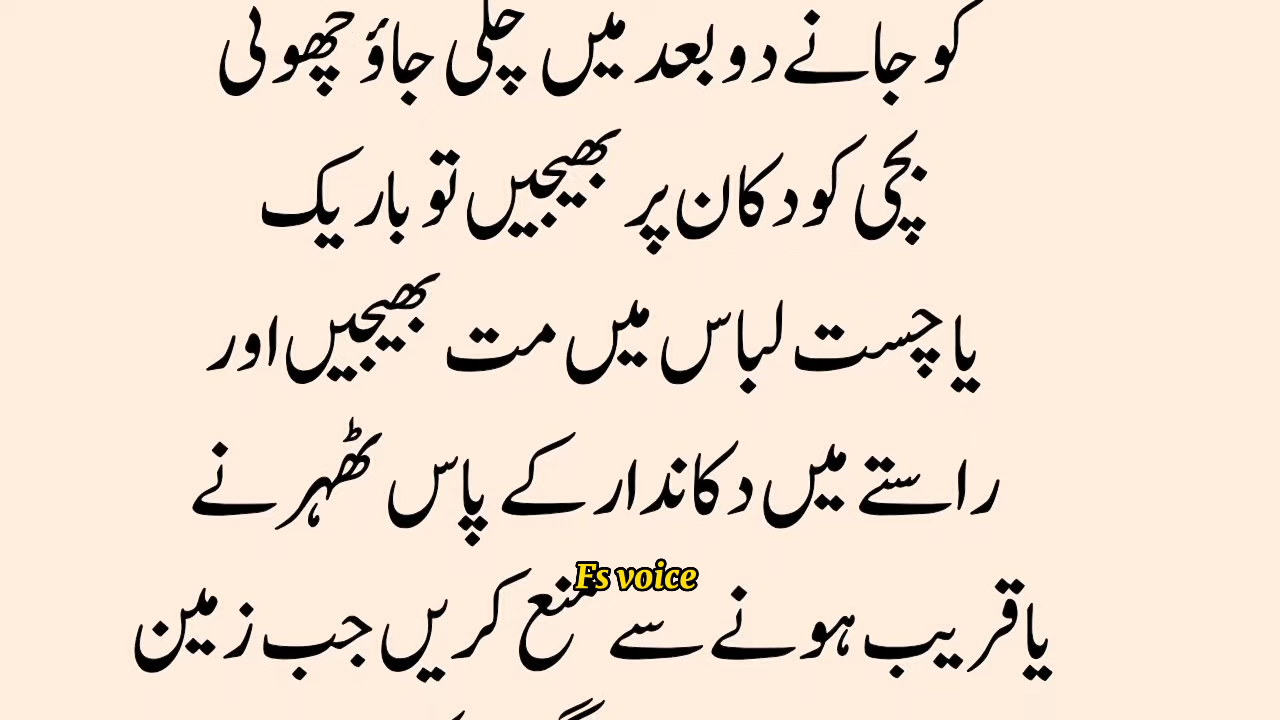 کو جانے دو بعد میں چلی جاؤ چھوٹی
بچی کو دکان پر بھیجیں تو باریک
یا چست لباس میں مت بھیجیں اور
راستے میں دکاندار کے پاس ٹھہرنے
Fs voice
یا قریب ہونے سے منع کریں جب زمین